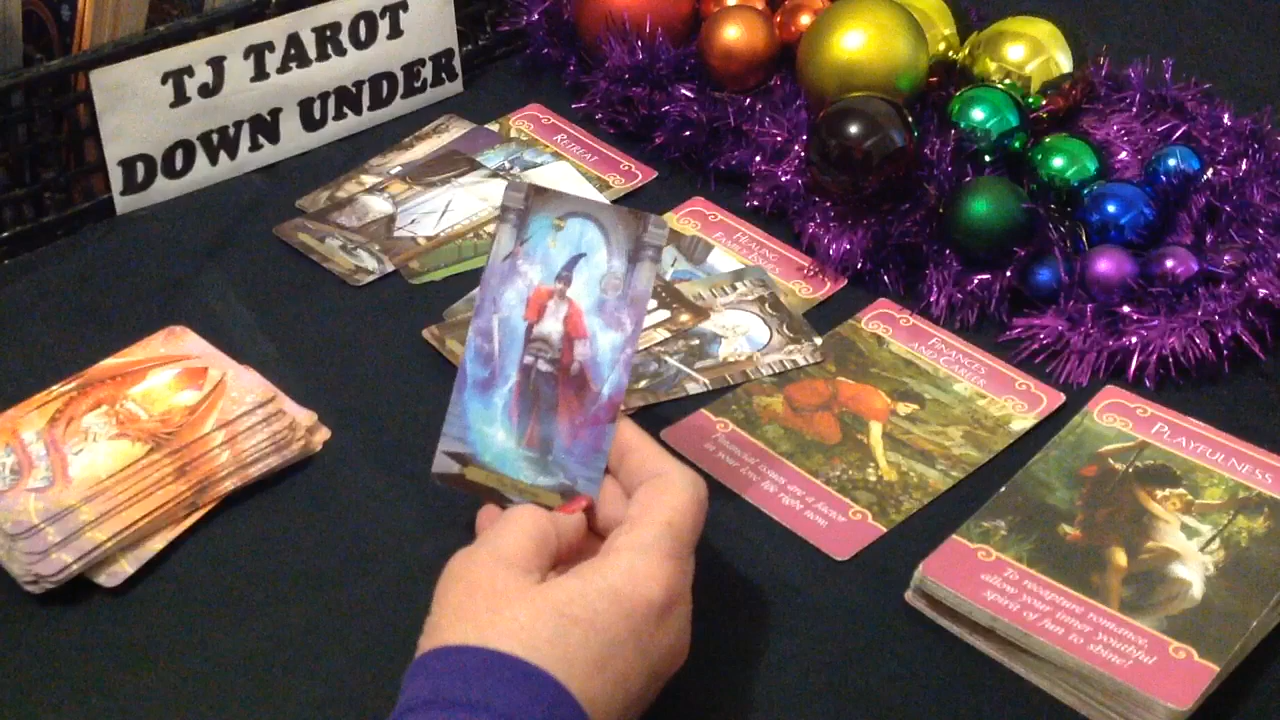 TJ TAROT
DOWN UNDER
RETREAT
HEALING
FAMILY ISSUES
FINANCES
AND CAREER
Financial issues are a factor
in your love life right now.
PLAYFULNESS
To recapture romance,
allow your inner youthful
spirit of fun to shine!